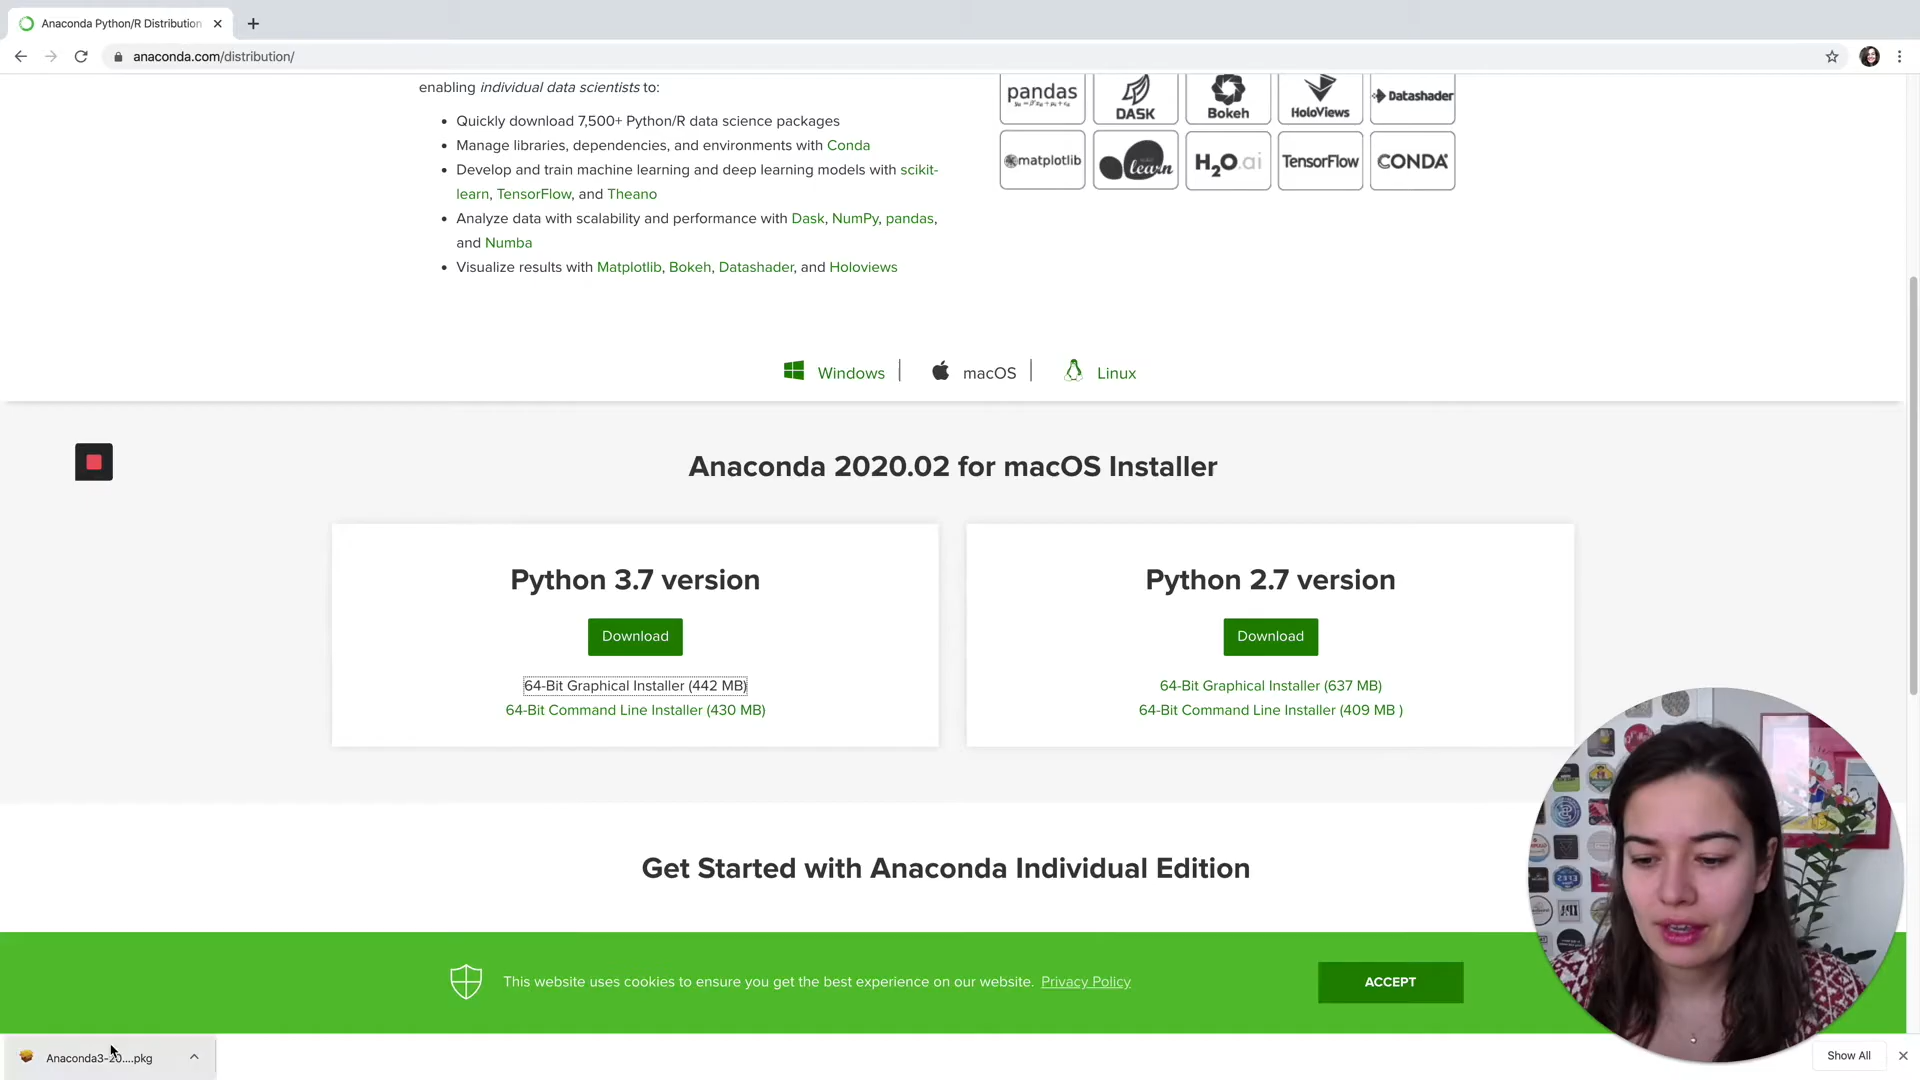 Anaconda Python/R Distribution
anaconda.com/distribution/
enabling individual data scientists to:
Quickly download 7,500+ Python/R data science packages
Manage libraries, dependencies, and environments with Conda
Develop and train machine learning and deep learning models with scikit-
learn, TensorFlow, and Theano
Analyze data with scalability and performance with Dask, NumPy, pandas,
and Numba
Visualize results with Matplotlib, Bokeh, Datashader, and Holoviews
pandas
DASK
Bokeh
HoloViews
Datashader
matplotlib
learn
H2O.ai
TensorFlow
CONDA
Windows
macOS
Linux
Anaconda 2020.02 for macOS Installer
Python 3.7 version
Download
64-Bit Graphical Installer (442 MB)
64-Bit Command Line Installer (430 MB)
Python 2.7 version
Download
64-Bit Graphical Installer (637 MB)
64-Bit Command Line Installer (409 MB )
Get Started with Anaconda Individual Edition
This website uses cookies to ensure you get the best experience on our website. Privacy Policy
ACCEPT
Anaconda3-20....pkg
Show All